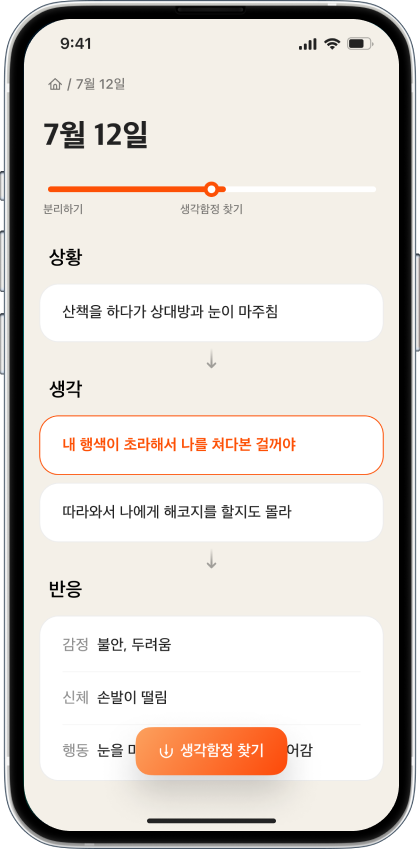 9:41
/ 7월 12일
7월 12일
분리하기 생각함정 찾기
상황
산책을 하다가 상대방과 눈이 마주침
생각
내 행색이 초라해서 나를 쳐다본 걸꺼야
따라와서 나에게 해코지를 할지도 몰라
반응
감정 불안, 두려움
신체 손발이 떨림
행동 눈을 어감
생각함정 찾기